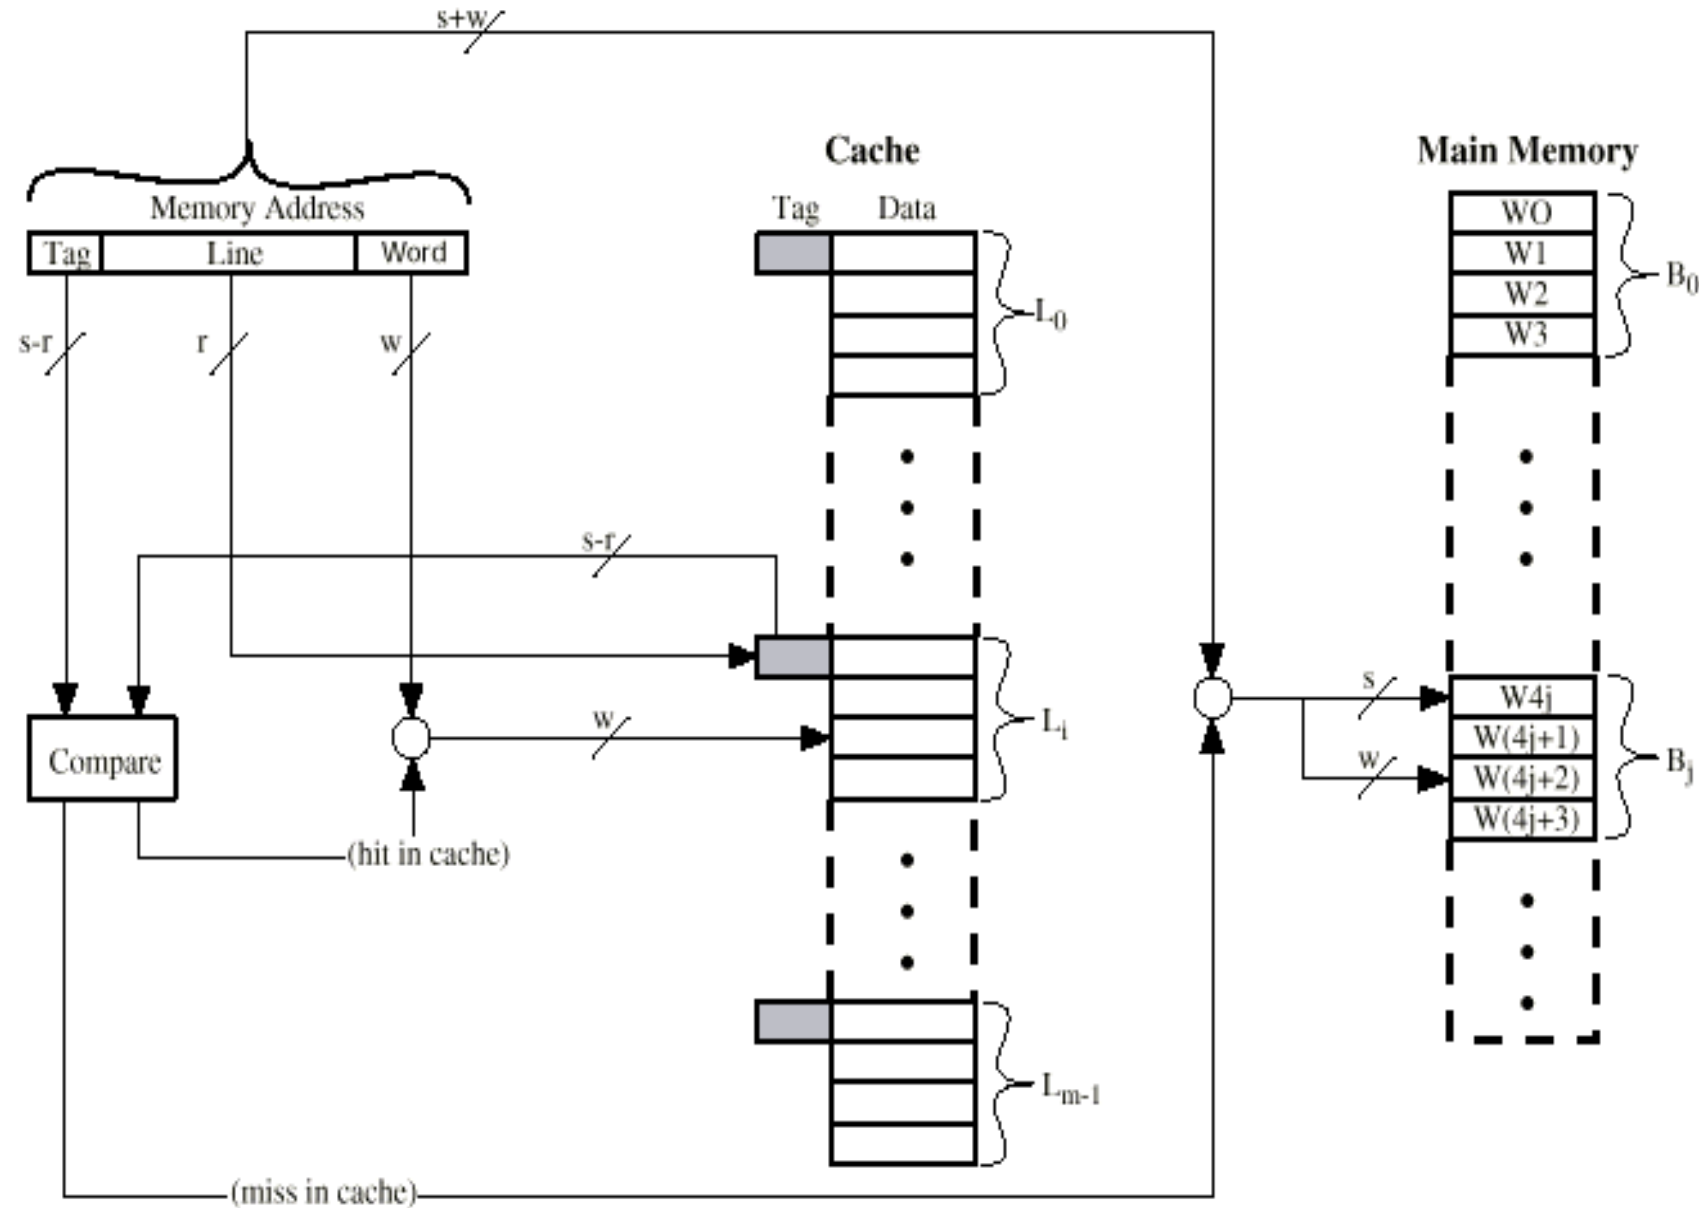 s+w
Cache
Main Memory
Memory Address
Tag Data
Tag Line Word
WO
W1
W2
W3
B0
L0
s-r
r
w
s-r
w
Li
s
w
W4j
W(4j+1)
W(4j+2)
W(4j+3)
Bj
Compare
(hit in cache)
Lm-1
(miss in cache)